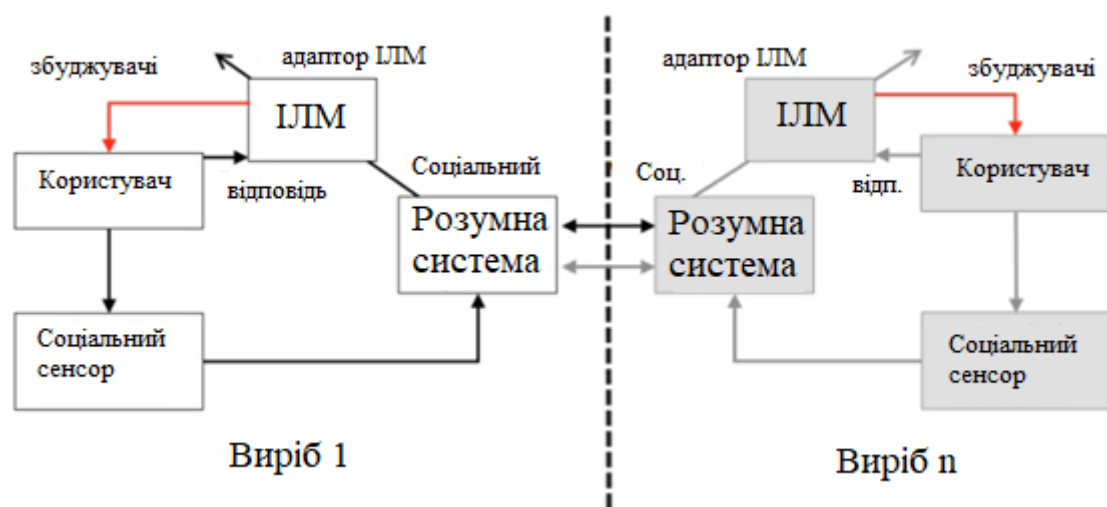 збуджувачі
адаптор ІЛМ
ІЛМ
Користувач
відповідь
Соціальний
Розумна
система
Соціальний
сенсор
Виріб 1
адаптор ІЛМ
збуджувачі
ІЛМ
Соц.
відп.
Користувач
Розумна
система
Соціальний
сенсор
Виріб n